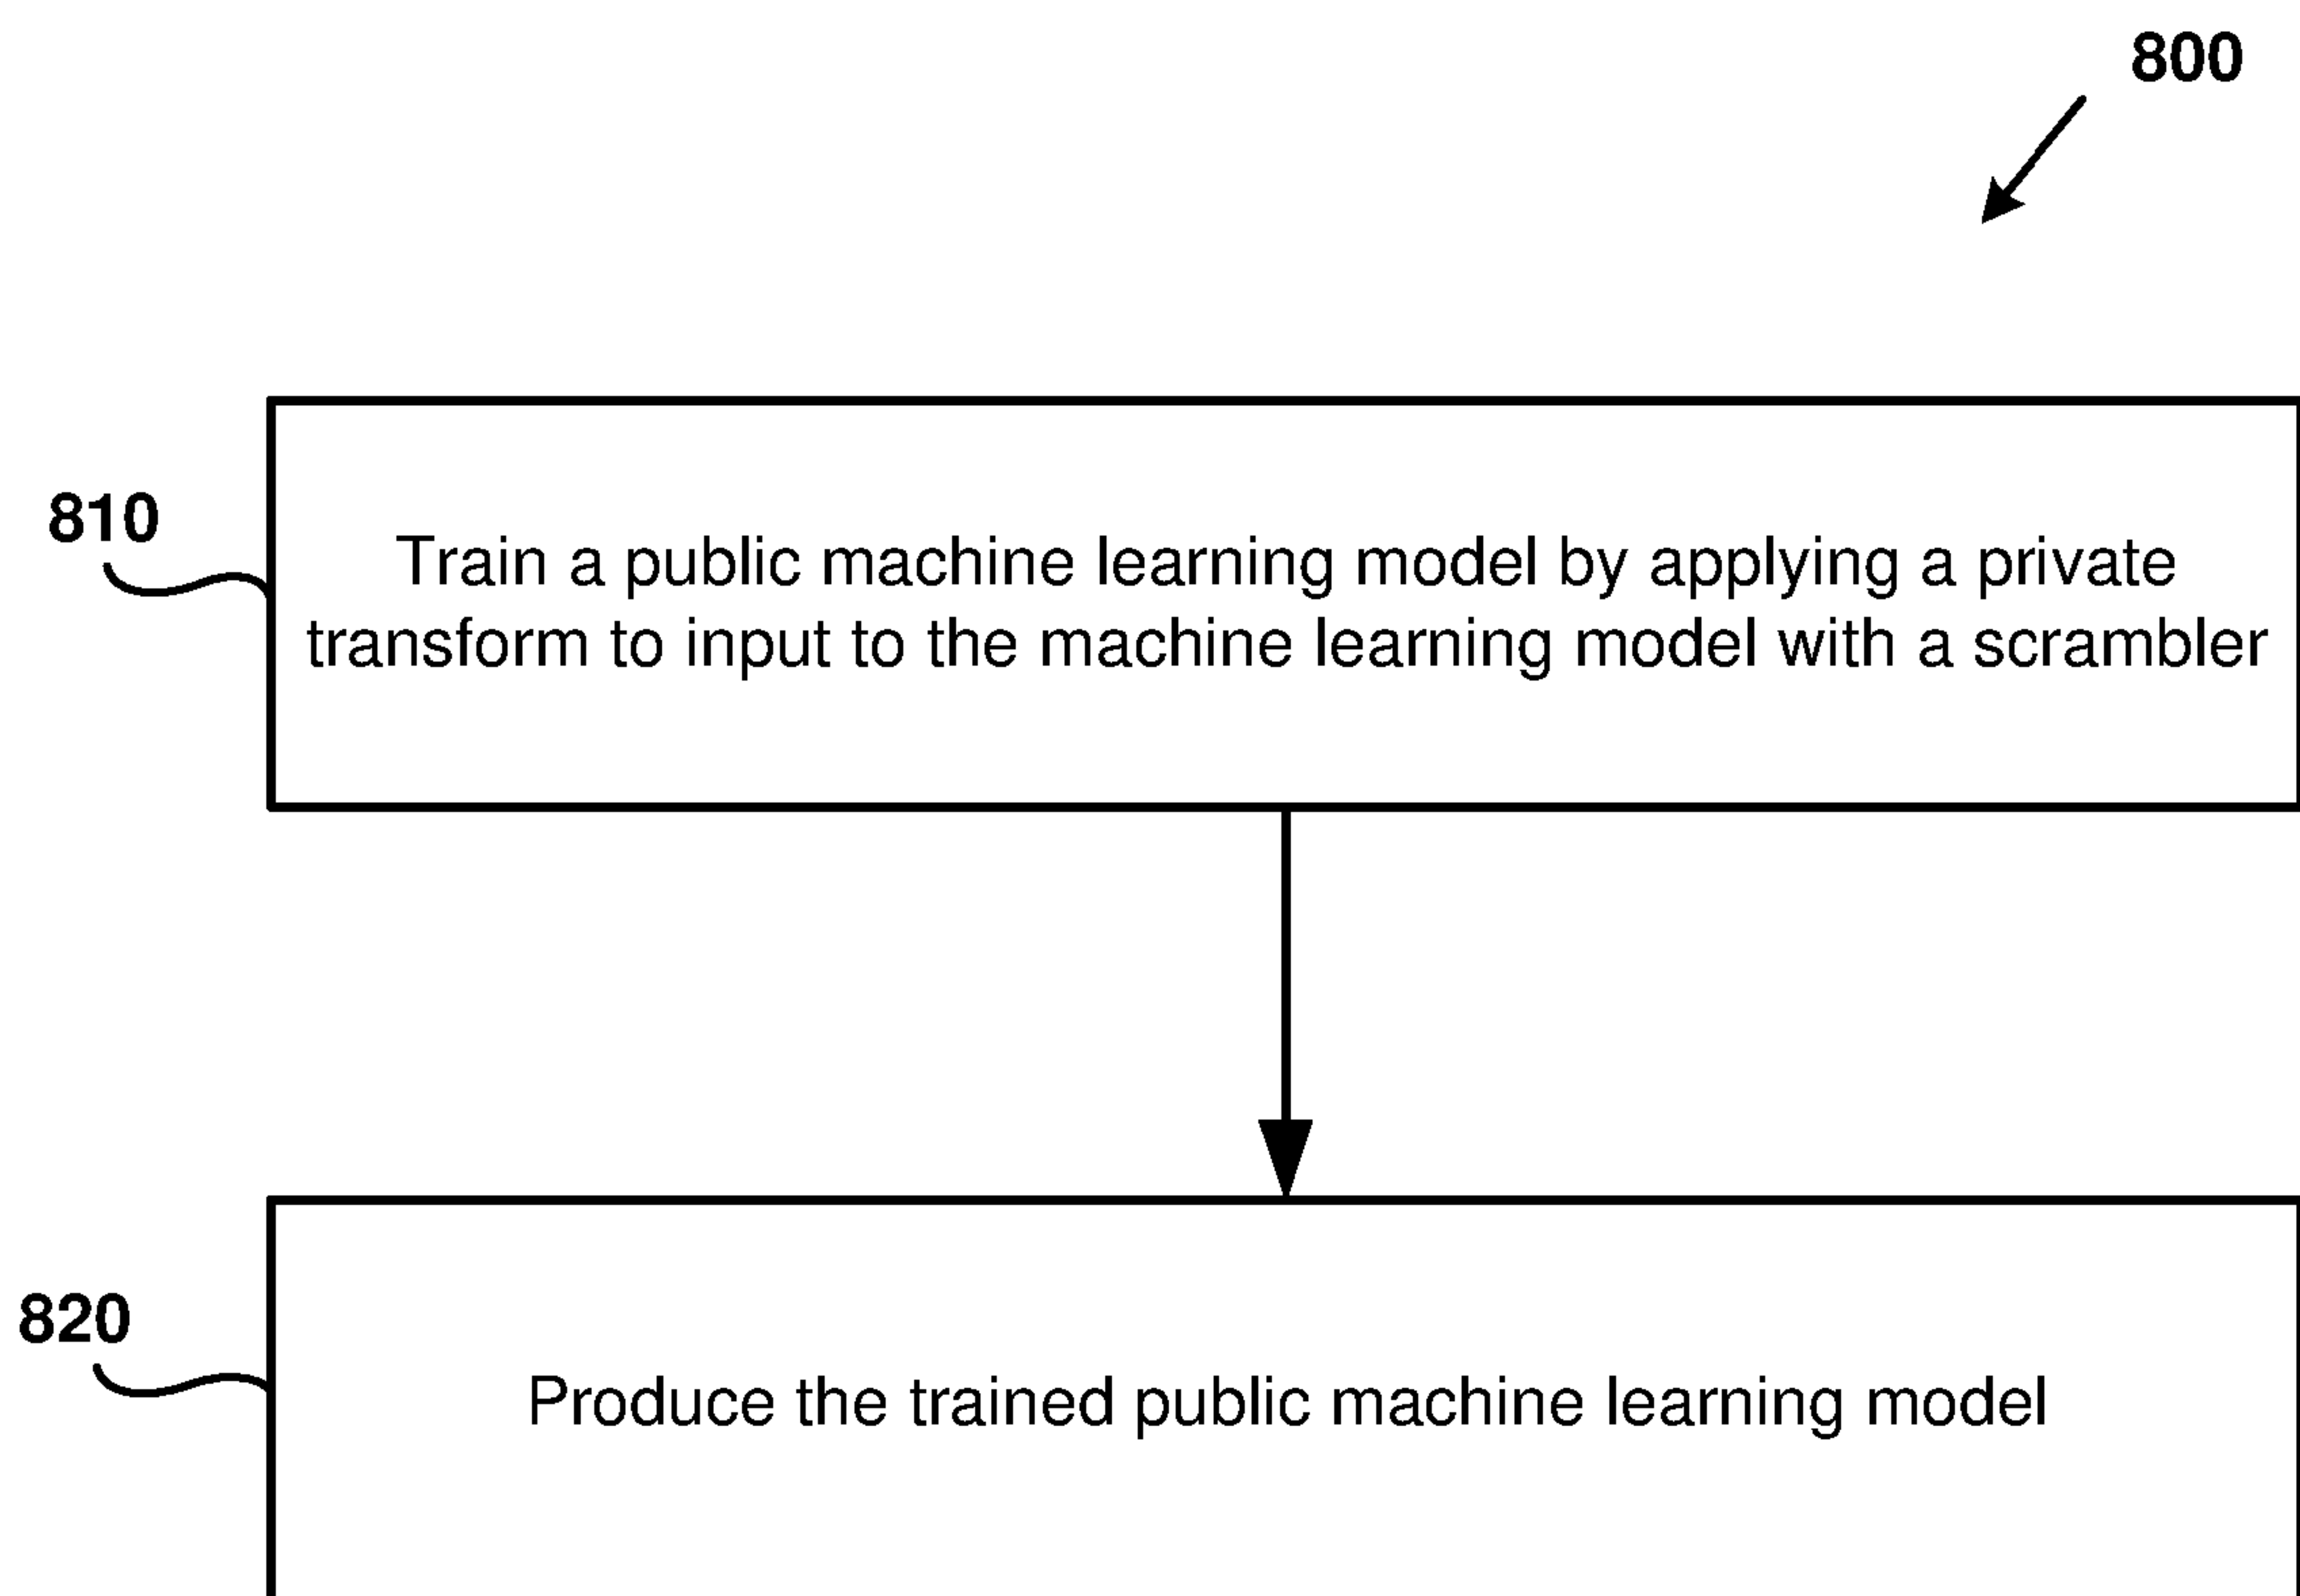 800
810
Train a public machine learning model by applying a private
transform to input to the machine learning model with a scrambler
820
Produce the trained public machine learning model